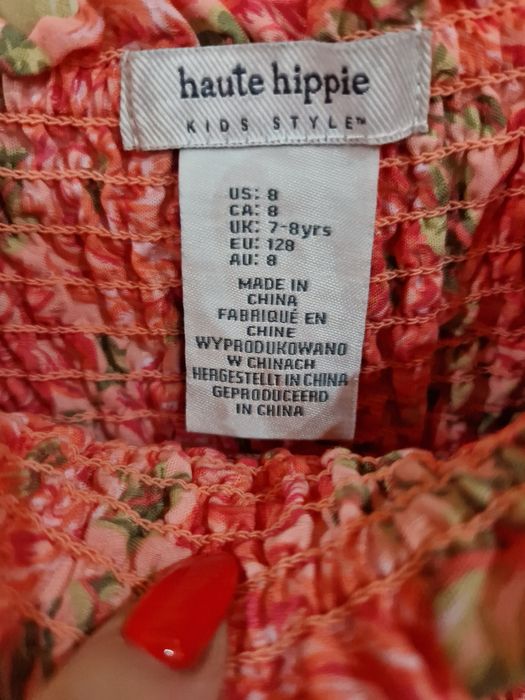 haute hippie
KIDS STYLE™
US: 8
CA: 8
UK: 7-8yrs
EU: 128
AU: 8
MADE IN
CHINA
FABRIQUÉ EN
CHINE
WYPRODUKOWANO
W CHINACH
HERGESTELLT IN CHINA
GEPRODUCEERD
IN CHINA